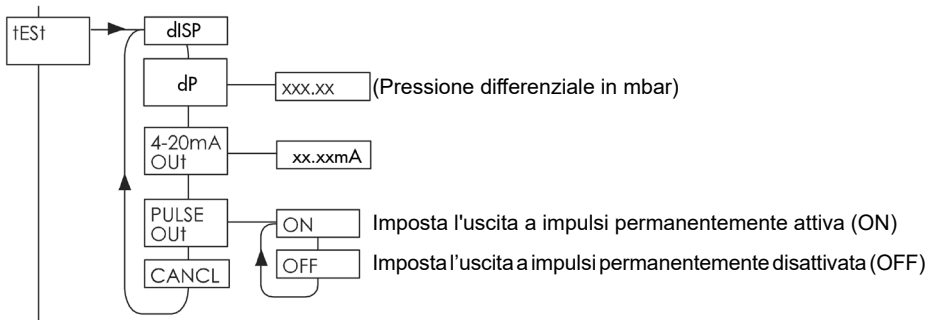 tESt
dISP
dP
xxx.xx (Pressione differenziale in mbar)
4-20mA
OUt
xx.xxmA
PULSE
OUt
ON Imposta l'uscita a impulsi permanentemente attiva (ON)
OFF Imposta l’uscita a impulsi permanentemente disattivata (OFF)
CANCL